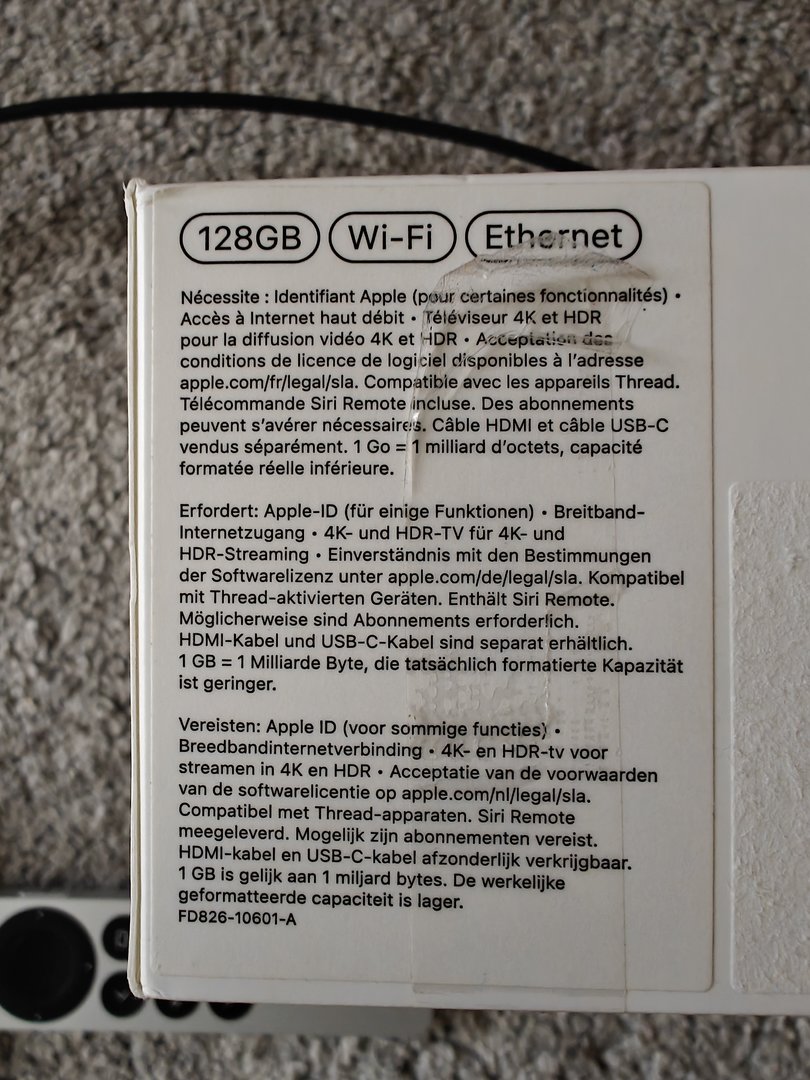 128GB Wi-Fi Ethernet
Nécessite : Identifiant Apple (pour certaines fonctionnalités) •
Accès à Internet haut débit • Téléviseur 4K et HDR
pour la diffusion vidéo 4K et HDR • Acceptation des
conditions de licence de logiciel disponibles à l'adresse
apple.com/fr/legal/sla. Compatible avec les appareils Thread.
Télécommande Siri Remote incluse. Des abonnements
peuvent s'avérer nécessaires. Câble HDMI et câble USB-C
vendus séparément. 1 Go = 1 milliard d'octets, capacité
formatée réelle inférieure.
Erfordert: Apple-ID (für einige Funktionen) • Breitband-
Internetzugang • 4K- und HDR-TV für 4K- und
HDR-Streaming • Einverständnis mit den Bestimmungen
der Softwarelizenz unter apple.com/de/legal/sla. Kompatibel
mit Thread-aktivierten Geräten. Enthält Siri Remote.
Möglicherweise sind Abonnements erforderlich.
HDMI-Kabel und USB-C-Kabel sind separat erhältlich.
1 GB = 1 Milliarde Byte, die tatsächlich formatierte Kapazität
ist geringer.
Vereisten: Apple ID (voor sommige functies) •
Breedbandinternetverbinding • 4K- en HDR-tv voor
streamen in 4K en HDR • Acceptatie van de voorwaarden
van de softwarelicentie op apple.com/nl/legal/sla.
Compatibel met Thread-apparaten. Siri Remote
meegeleverd. Mogelijk zijn abonnementen vereist.
HDMI-kabel en USB-C-kabel afzonderlijk verkrijgbaar.
1 GB is gelijk aan 1 miljard bytes. De werkelijke
geformatteerde capaciteit is lager.
FD826-10601-A